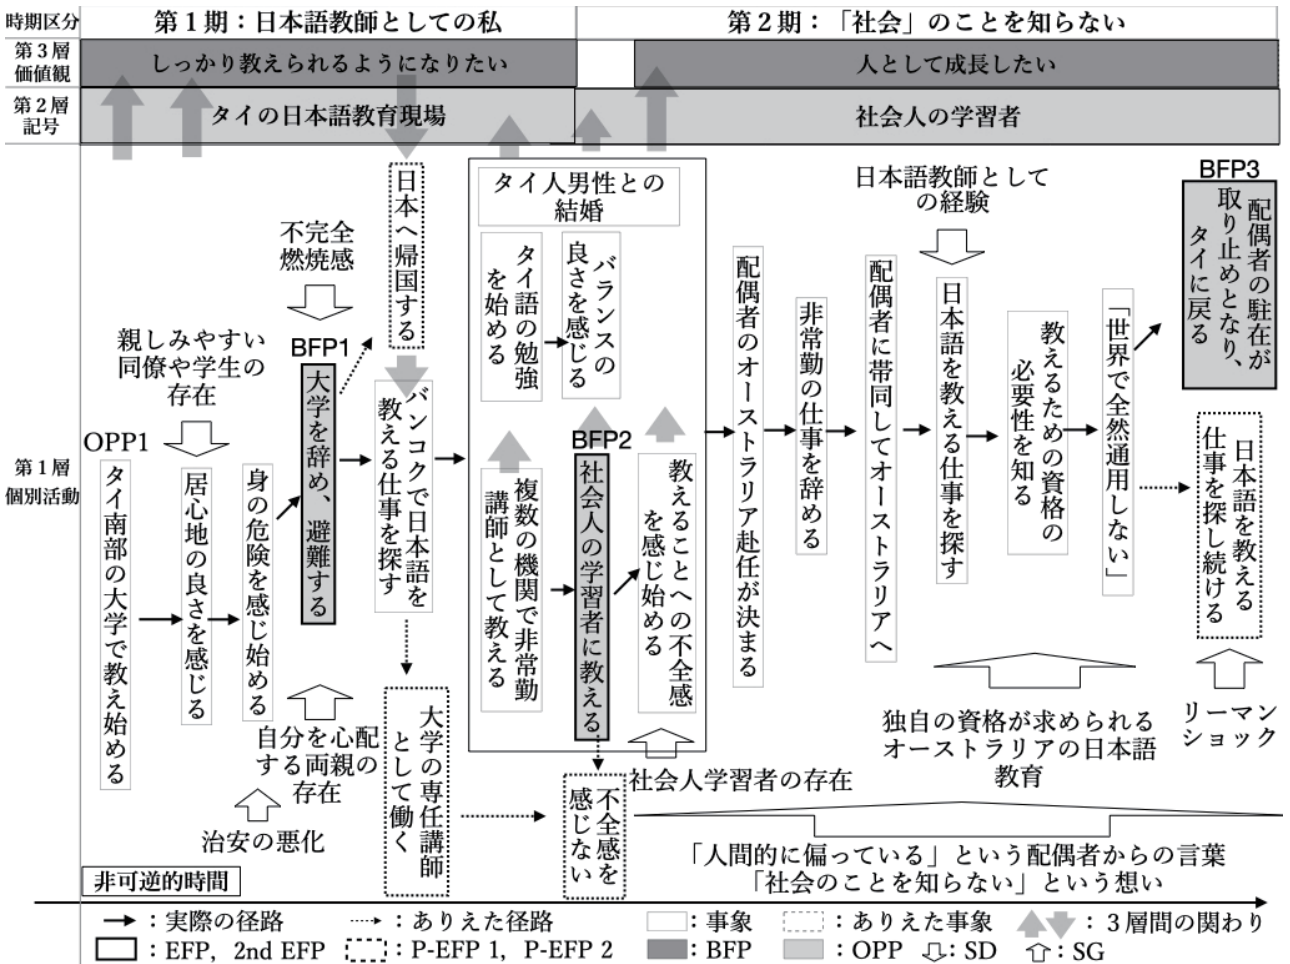 時期区分
第1期：日本語教師としての私
第2期：「社会」のことを知らない
第3層
価値観
しっかり教えられるようになりたい
人として成長したい
第2層
記号
タイの日本語教育現場
社会人の学習者
第1層
個別活動
OPP1
タイ南部の大学で教え始める
親しみやすい
同僚や学生の
存在
居心地の良さを感じる
身の危険を感じ始める
自分を心配
する両親の
存在
治安の悪化
不完全
燃焼感
BFP1
大学を辞め、避難する
日本へ帰国する
バンコクで日本語を
教える仕事を探す
大学の専任講師
として働く
タイ人男性との
結婚
タイ語の勉強
を始める
バランスの
良さを感じる
複数の機関で非常勤
講師として教える
BFP2
社会人の学習者に教える
教えることへの不全感
を感じ始める
社会人学習者の存在
不全感を
感じない
配偶者のオーストラリア赴任が決まる
非常勤の仕事を辞める
配偶者に帯同してオーストラリアへ
日本語教師として
の経験
日本語を教える仕事を探す
教えるための資格の
必要性を知る
「世界で全然通用しない」
独自の資格が求められる
オーストラリアの日本語
教育
BFP3
配偶者の駐在が
取り止めとなり、
タイに戻る
日本語を教える
仕事を探し続ける
リーマン
ショック
「人間的に偏っている」という配偶者からの言葉
「社会のことを知らない」という想い
非可逆的時間
：実際の径路
：ありえた径路
：事象
：ありえた事象
：3層間の関わり
：EFP，2nd EFP
：P-EFP 1，P-EFP 2
：BFP
：OPP
：SD
：SG